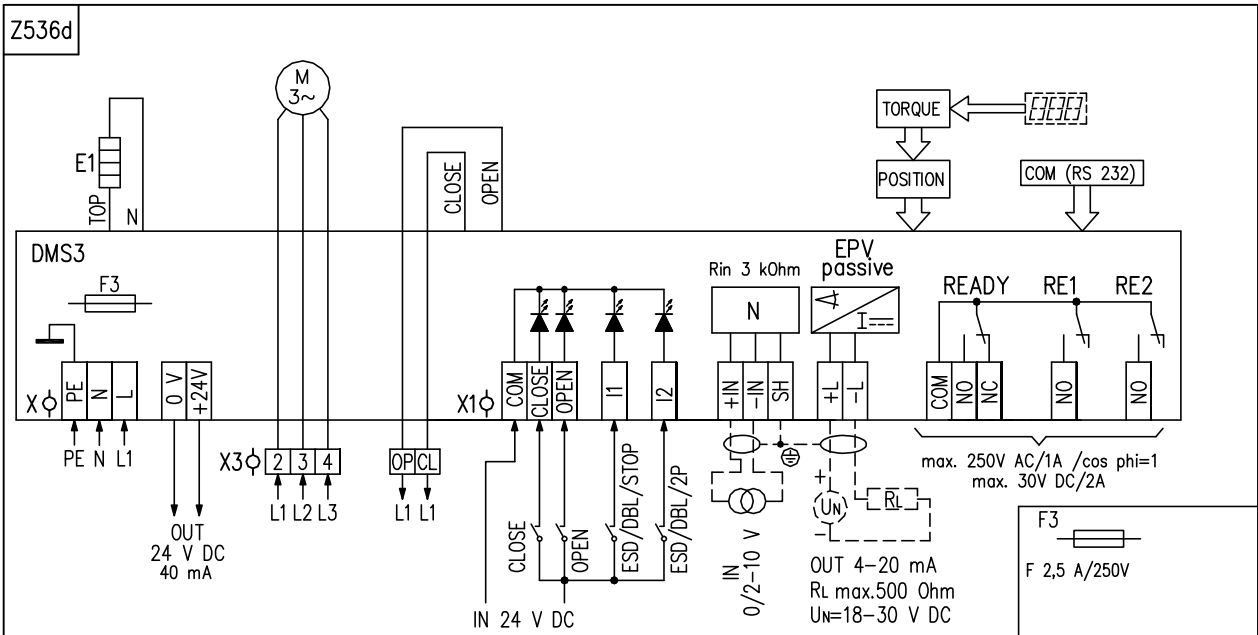 Z536d
M
3~
TORQUE
POSITION
COM (RS 232)
E1
TOP
N
CLOSE
OPEN
DMS3
F3
Rin 3 kOhm
N
EPV
passive
READY
RE1
RE2
X
PE
N
L
0 V
+24V
X1
COM
CLOSE
OPEN
I1
I2
+IN
-IN
SH
+L
-L
COM
NO
NC
NO
NO
PE N L1
X3
2 3 4
OP CL
L1 L2 L3
L1 L1
OUT
24 V DC
40 mA
CLOSE
OPEN
ESD/DBL/STOP
ESD/DBL/2P
IN 24 V DC
IN
0/2-10 V
+
UN
-
RL
OUT 4-20 mA
RL max.500 Ohm
UN=18-30 V DC
max. 250V AC/1A /cos phi=1
max. 30V DC/2A
F3
F 2,5 A/250V